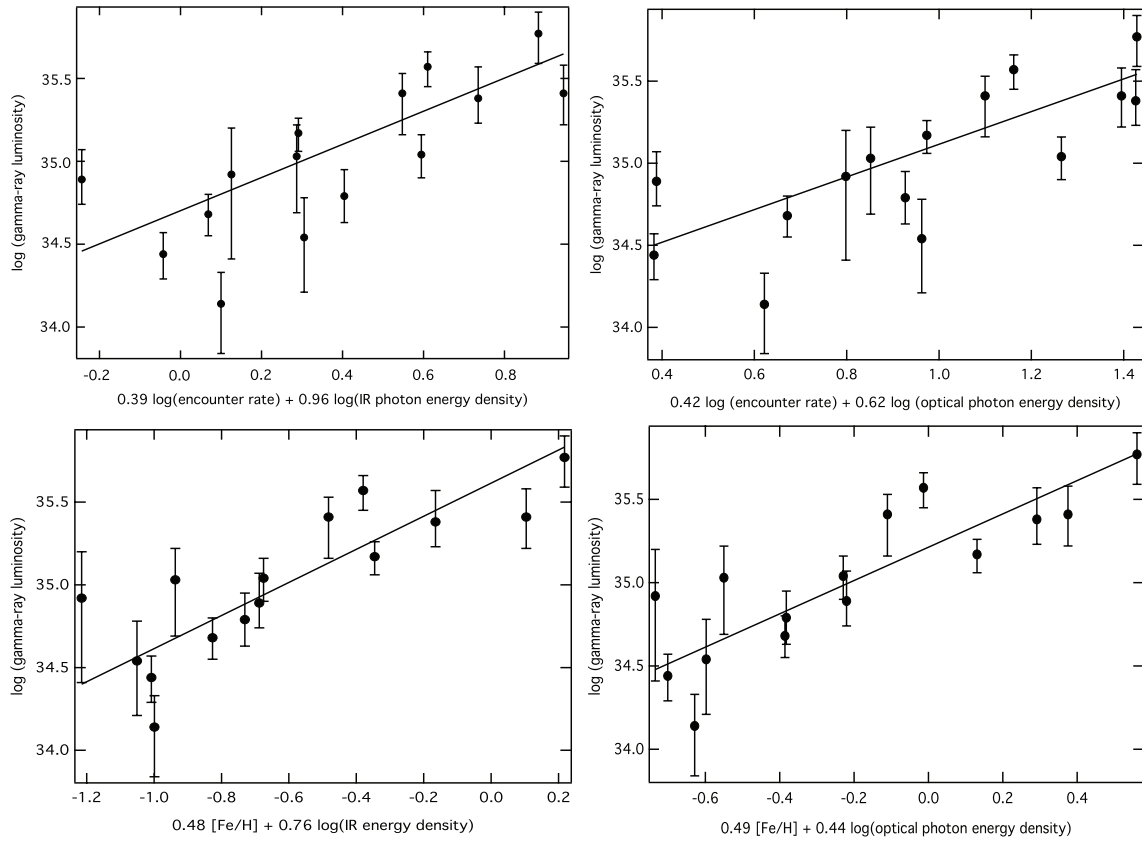 35.5
35.0
34.5
34.0
log (gamma-ray luminosity)
-0.2 0.0 0.2 0.4 0.6 0.8
0.39 log(encounter rate) + 0.96 log(IR photon energy density)
35.5
35.0
34.5
34.0
log (gamma-ray luminosity)
0.4 0.6 0.8 1.0 1.2 1.4
0.42 log (encounter rate) + 0.62 log (optical photon energy density)
35.5
35.0
34.5
34.0
log (gamma-ray luminosity)
-1.2 -1.0 -0.8 -0.6 -0.4 -0.2 0.0 0.2
0.48 [Fe/H] + 0.76 log(IR energy density)
35.5
35.0
34.5
34.0
log (gamma-ray luminosity)
-0.6 -0.4 -0.2 0.0 0.2 0.4
0.49 [Fe/H] + 0.44 log(optical photon energy density)